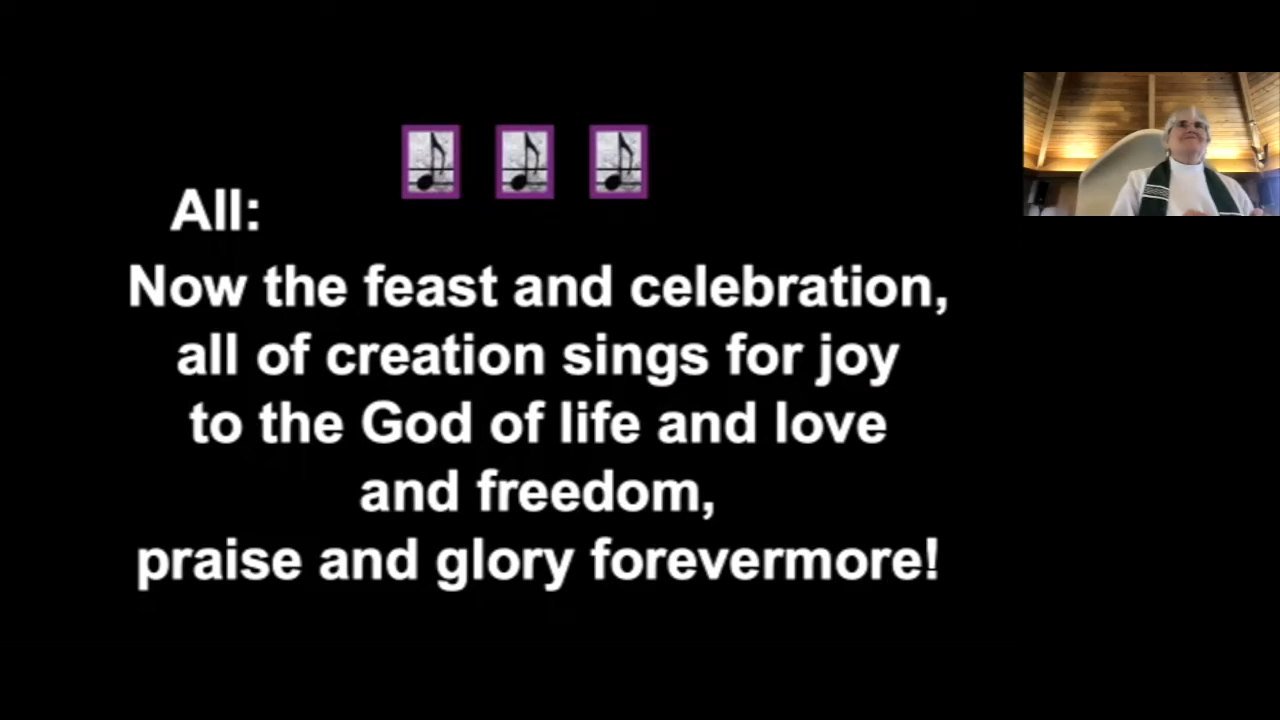 All:
Now the feast and celebration,
all of creation sings for joy
to the God of life and love
and freedom,
praise and glory forevermore!